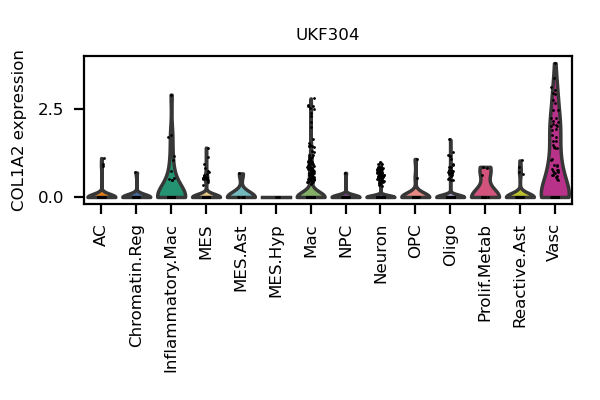 UKF304
COL1A2 expression
2.5
0.0
AC
Chromatin.Reg
Inflammatory.Mac
MES
MES.Ast
MES.Hyp
Mac
NPC
Neuron
OPC
Oligo
Prolif.Metab
Reactive.Ast
Vasc